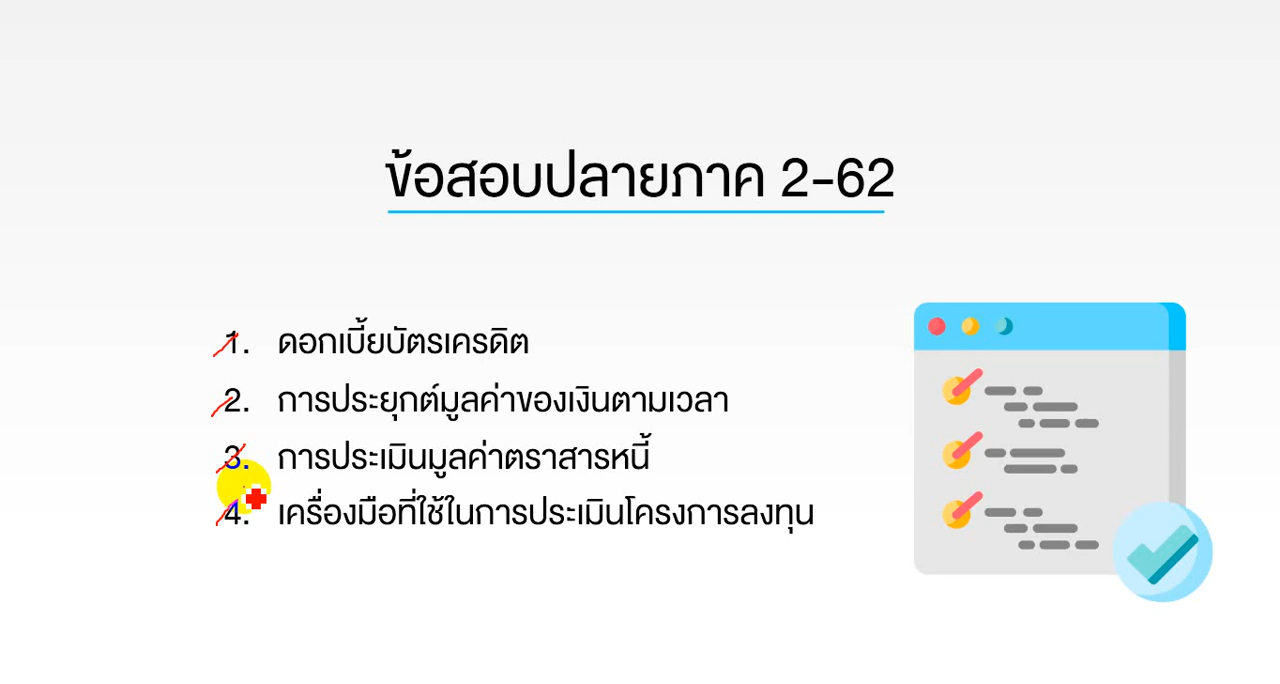 ข้อสอบปลายภาค 2-62
1. ดอกเบี้ยบัตรเครดิต
2. การประยุกต์มูลค่าของเงินตามเวลา
3. การประเมินมูลค่าตราสารหนี้
4. เครื่องมือที่ใช้ในการประเมินโครงการลงทุน